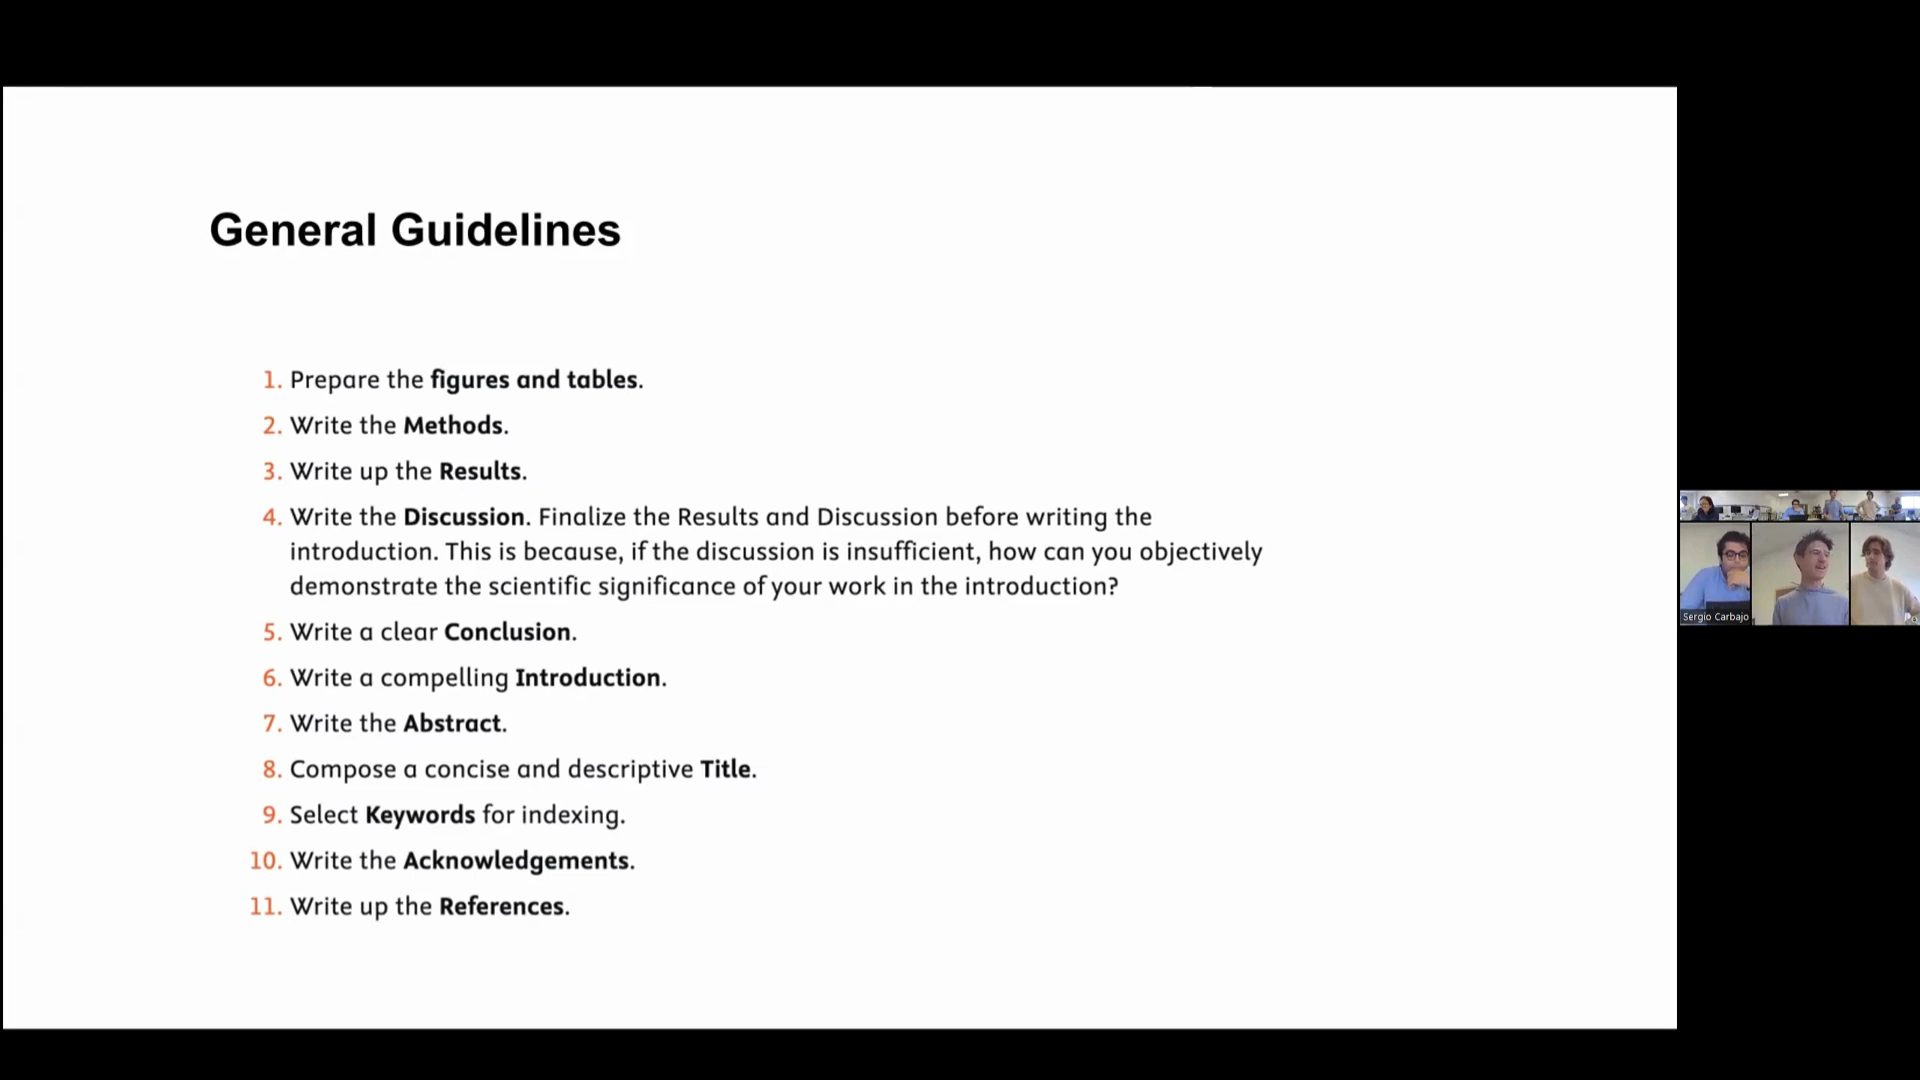 General Guidelines
1. Prepare the figures and tables.
2. Write the Methods.
3. Write up the Results.
4. Write the Discussion. Finalize the Results and Discussion before writing the
introduction. This is because, if the discussion is insufficient, how can you objectively
demonstrate the scientific significance of your work in the introduction?
5. Write a clear Conclusion.
6. Write a compelling Introduction.
7. Write the Abstract.
8. Compose a concise and descriptive Title.
9. Select Keywords for indexing.
10. Write the Acknowledgements.
11. Write up the References.
Sergio Carbajo